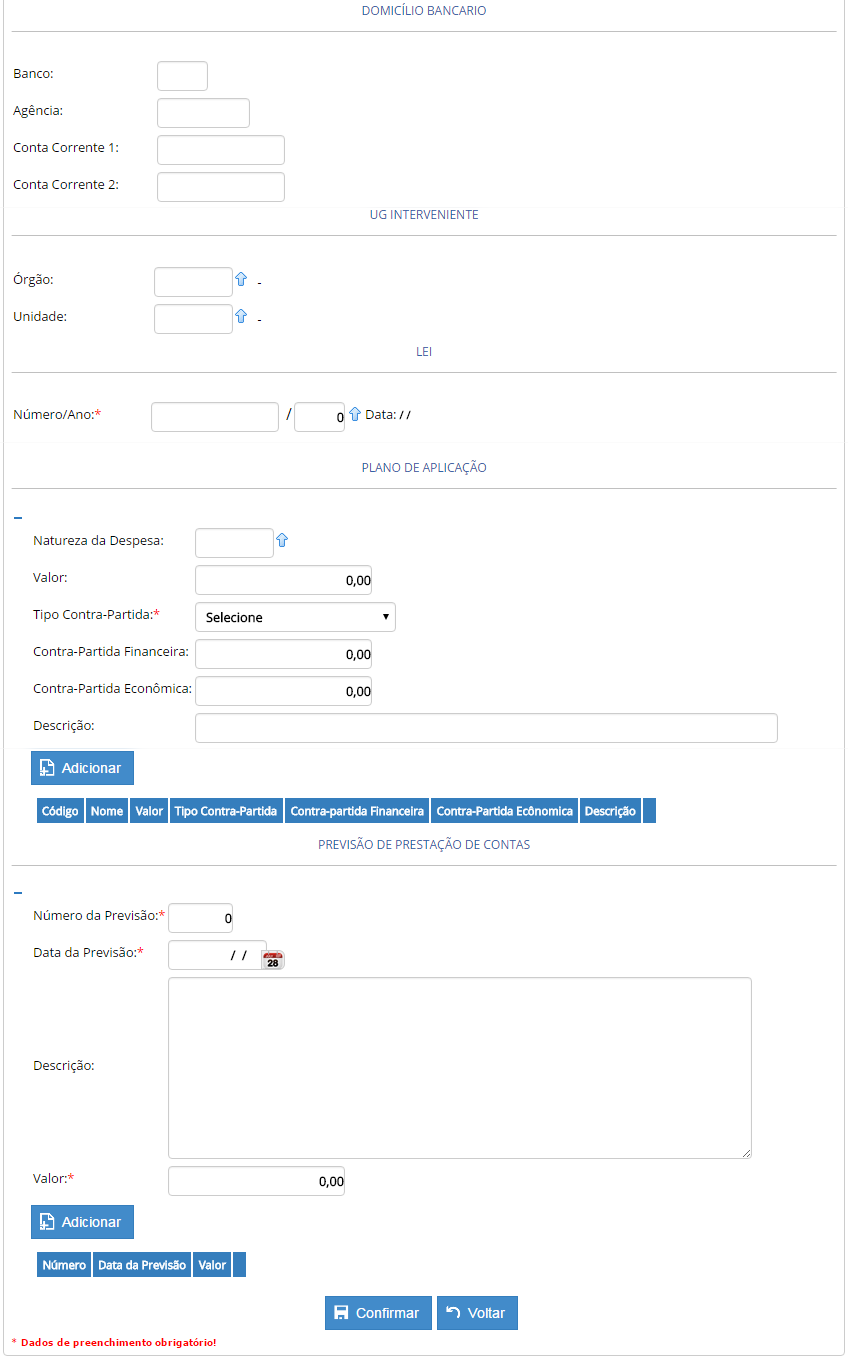 DOMICÍLIO BANCARIO
Banco:
Agência:
Conta Corrente 1:
Conta Corrente 2:
UG INTERVENIENTE
Órgão: -
Unidade: -
LEI
Número/Ano:* / 0 Data: / /
PLANO DE APLICAÇÃO
Natureza da Despesa:
Valor: 0,00
Tipo Contra-Partida:* Selecione
Contra-Partida Financeira: 0,00
Contra-Partida Econômica: 0,00
Descrição:
Adicionar
Código Nome Valor Tipo Contra-Partida Contra-partida Financeira Contra-Partida Ecônomica Descrição
PREVISÃO DE PRESTAÇÃO DE CONTAS
Número da Previsão:* 0
Data da Previsão:* / / 28
Descrição:
Valor:* 0,00
Adicionar
Número Data da Previsão Valor
Confirmar Voltar
* Dados de preenchimento obrigatório!